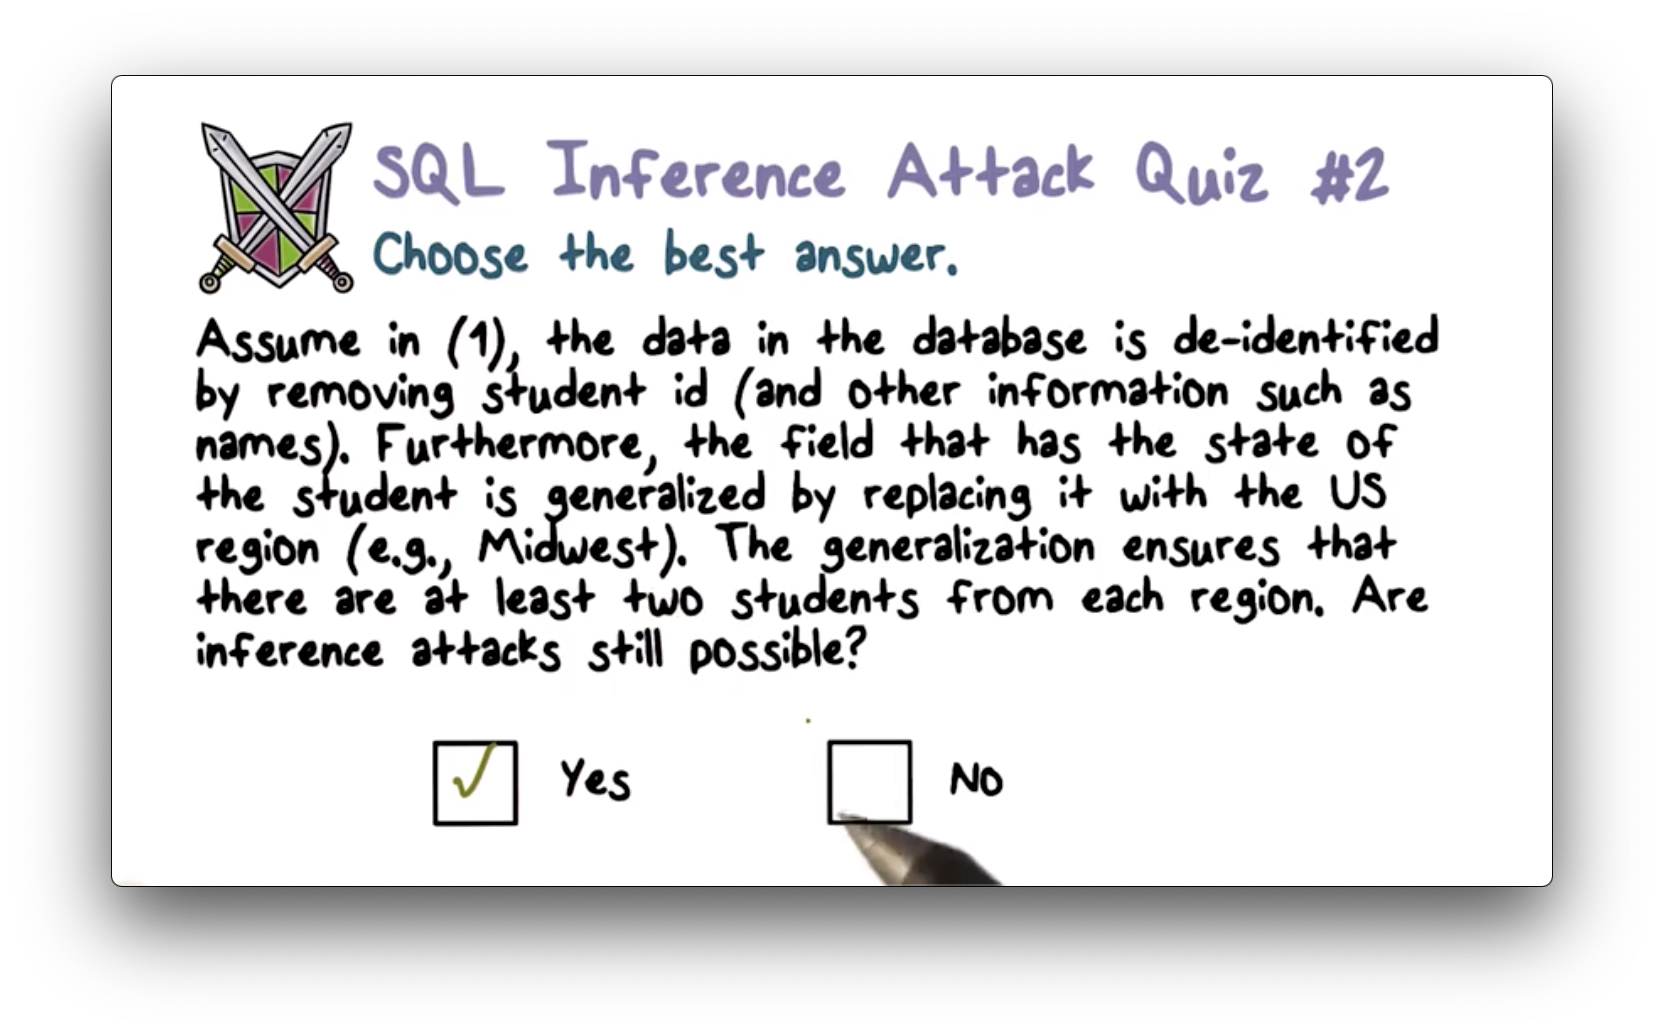 SQL Inference Attack Quiz #2
Choose the best answer.
Assume in (1), the data in the database is de-identified
by removing student id (and other information such as
names). Furthermore, the field that has the state of
the student is generalized by replacing it with the US
region (e.g., Midwest). The generalization ensures that
there are at least two students from each region. Are
inference attacks still possible?
Yes No